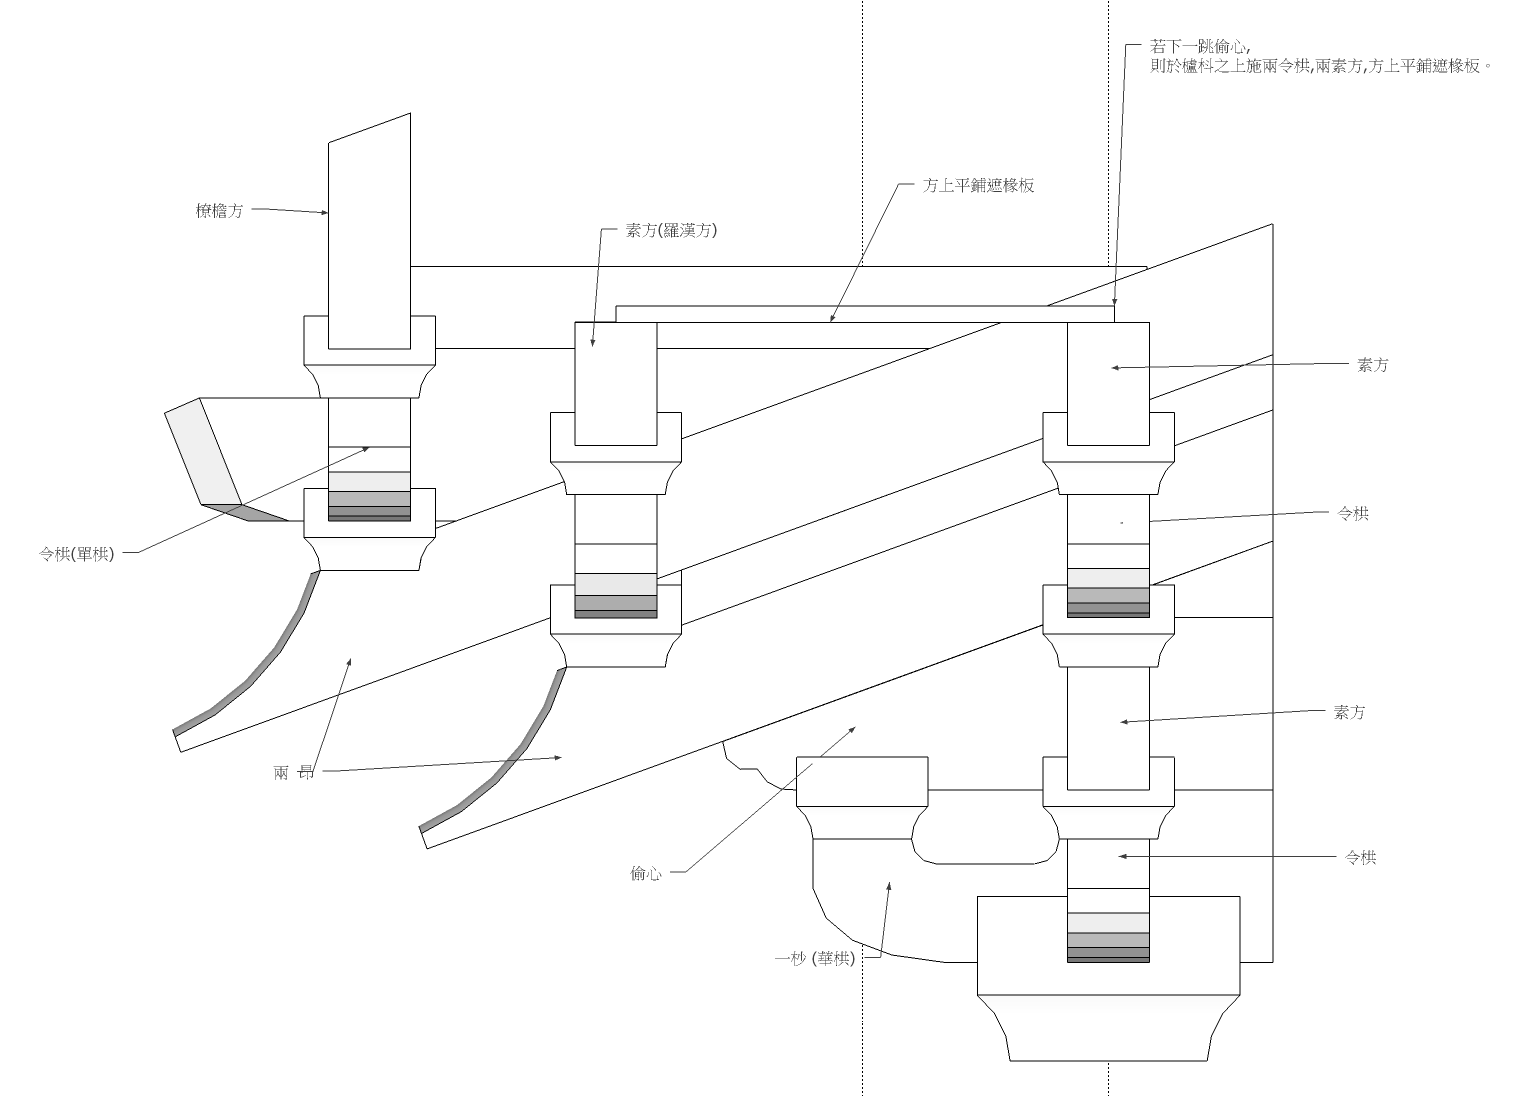 若下一跳偷心,
則於櫨枓之上施兩令栱,兩素方,方上平鋪遮椽板。
方上平鋪遮椽板
橑檐方
素方(羅漢方)
素方
令栱
令栱(單栱)
素方
兩 昂
令栱
偷心
一杪 (華栱)